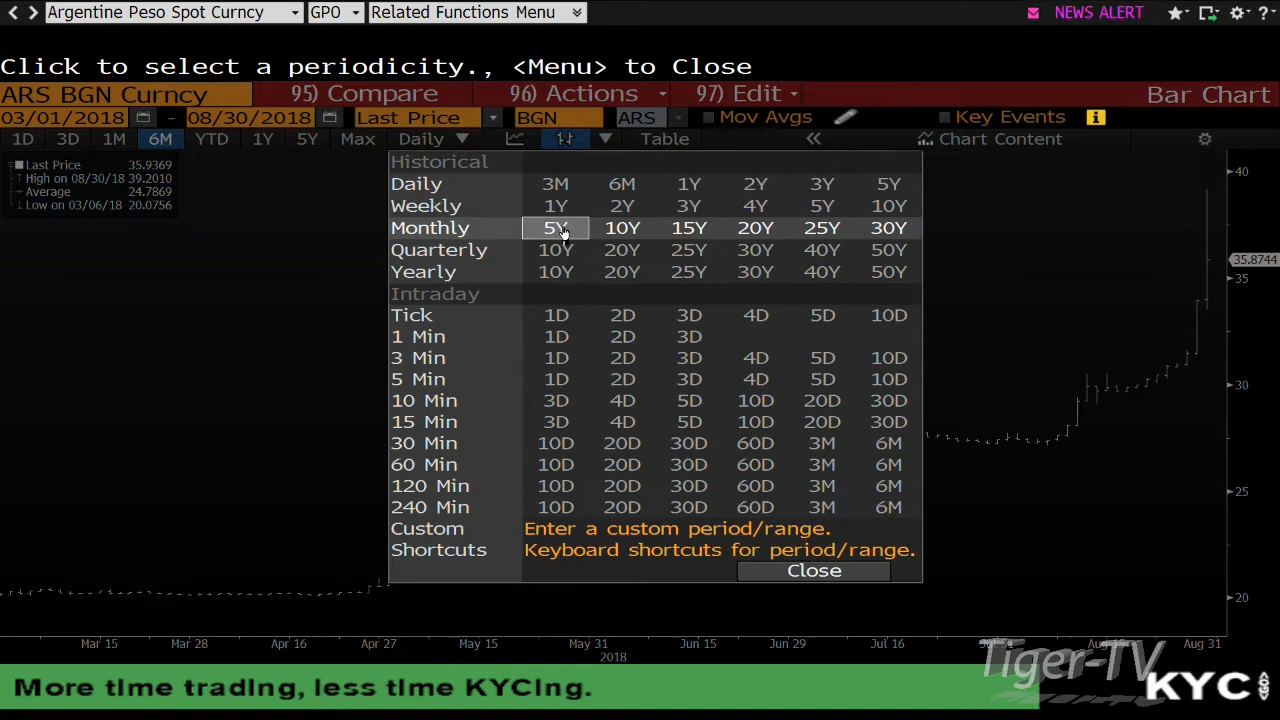 Argentine Peso Spot Curncy GPO Related Functions Menu NEWS ALERT ?
Click to select a periodicity., <Menu> to Close
ARS BGN Curncy 95) Compare 96) Actions 97) Edit Bar Chart
03/01/2018 - 08/30/2018 Last Price BGN ARS Mov Avgs Key Events i
1D 3D 1M 6M YTD 1Y 5Y Max Daily Table « Chart Content
Last Price 35.9369
High on 08/30/18 39.2010
Average 24.7869
Low on 03/06/18 20.0756
Historical
Daily 3M 6M 1Y 2Y 3Y 5Y
Weekly 1Y 2Y 3Y 4Y 5Y 10Y
Monthly 5Y 10Y 15Y 20Y 25Y 30Y
Quarterly 10Y 20Y 25Y 30Y 40Y 50Y
Yearly 10Y 20Y 25Y 30Y 40Y 50Y
Intraday
Tick 1D 2D 3D 4D 5D 10D
1 Min 1D 2D 3D
3 Min 1D 2D 3D 4D 5D 10D
5 Min 1D 2D 3D 4D 5D 10D
10 Min 3D 4D 5D 10D 20D 30D
15 Min 3D 4D 5D 10D 20D 30D
30 Min 10D 20D 30D 60D 3M 6M
60 Min 10D 20D 30D 60D 3M 6M
120 Min 10D 20D 30D 60D 3M 6M
240 Min 10D 20D 30D 60D 3M 6M
Custom Enter a custom period/range.
Shortcuts Keyboard shortcuts for period/range.
Close
40
35.8744
35
30
25
20
Mar 15 Mar 28 Apr 16 Apr 27 May 15 May 31 Jun 15 Jun 29 Jul 16 Aug 15 Aug 31
2018
Tiger-TV
More time trading, less time KYCing.
KYC